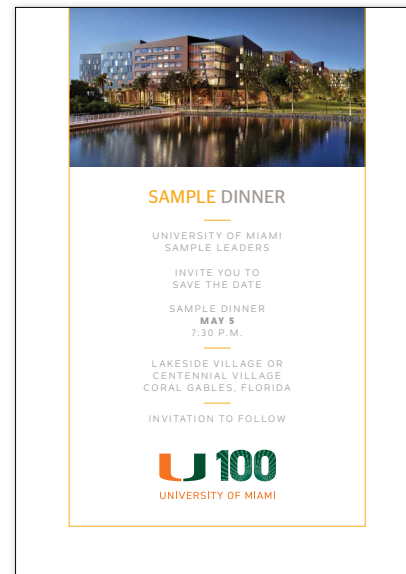 SAMPLE DINNER
UNIVERSITY OF MIAMI
SAMPLE LEADERS
INVITE YOU TO
SAVE THE DATE
SAMPLE DINNER
MAY 5
7:30 P.M.
LAKESIDE VILLAGE OR
CENTENNIAL VILLAGE
CORAL GABLES, FLORIDA
INVITATION TO FOLLOW
U 100
UNIVERSITY OF MIAMI